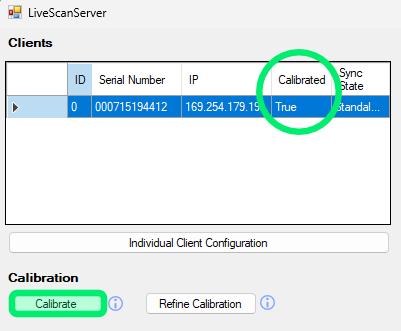 LiveScanServer
Clients
ID Serial Number IP Calibrated Sync State
0 000715194412 169.254.179.19 True Standal...
Individual Client Configuration
Calibration
Calibrate Refine Calibration